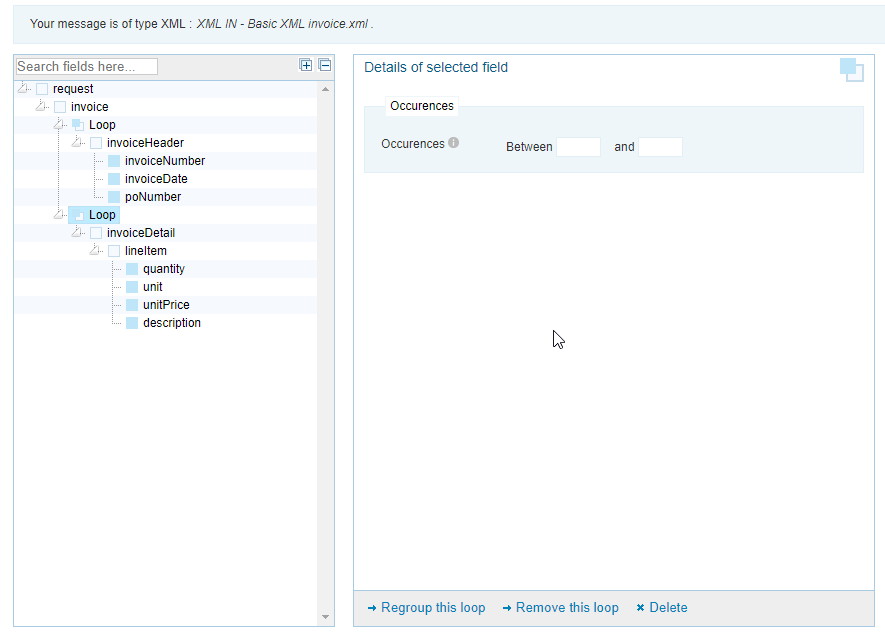 Your message is of type XML : XML IN - Basic XML invoice.xml .
Search fields here...
request
invoice
Loop
invoiceHeader
invoiceNumber
invoiceDate
poNumber
Loop
invoiceDetail
lineItem
quantity
unit
unitPrice
description
Details of selected field
Occurences
Occurences Between and
Regroup this loop Remove this loop Delete